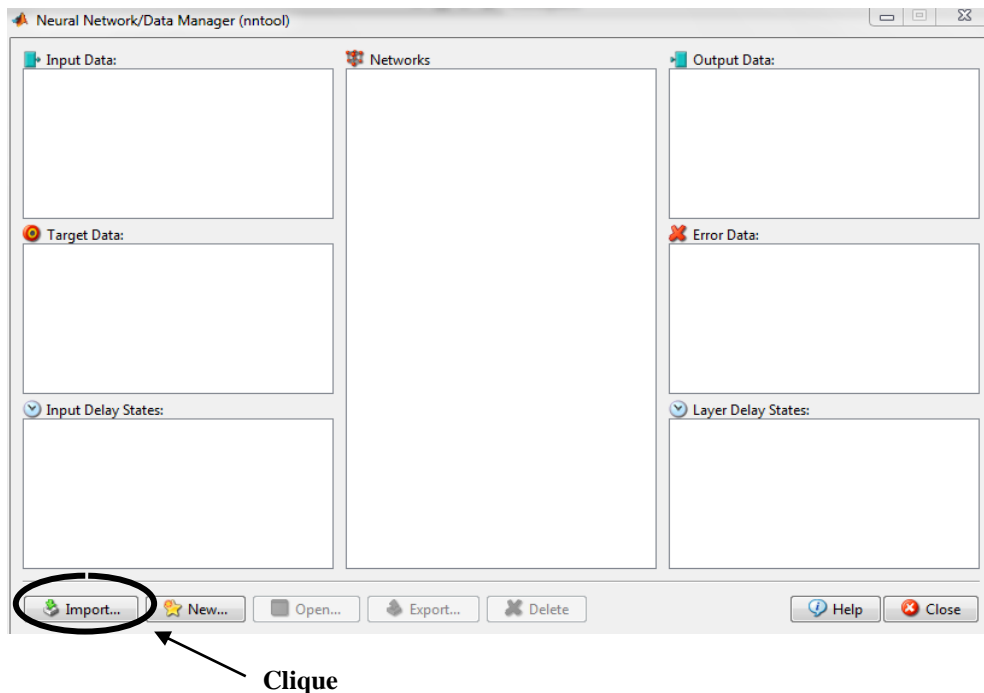 Neural Network/Data Manager (nntool)
Input Data:
Networks
Output Data:
Target Data:
Error Data:
Input Delay States:
Layer Delay States:
Import...
New...
Open...
Export...
Delete
Help
Close
Clique